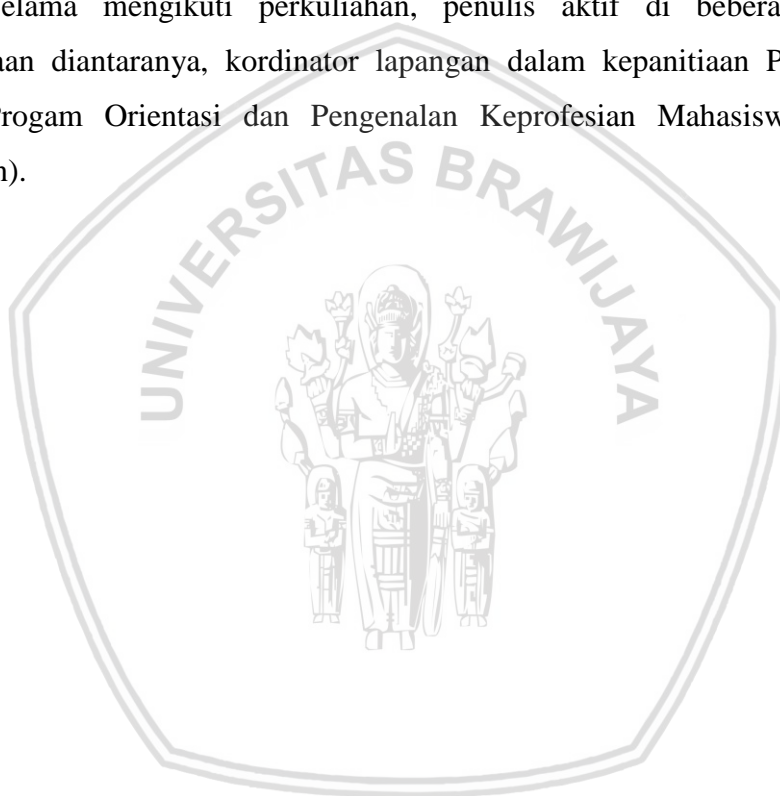 elama mengikuti perkuliahan, penulis aktif di bebera
aan diantaranya, kordinator lapangan dalam kepanitiaan P
rogam Orientasi dan Pengenalan Keprofesian Mahasisw
n).
UNIVERSITAS BRAWIJAYA